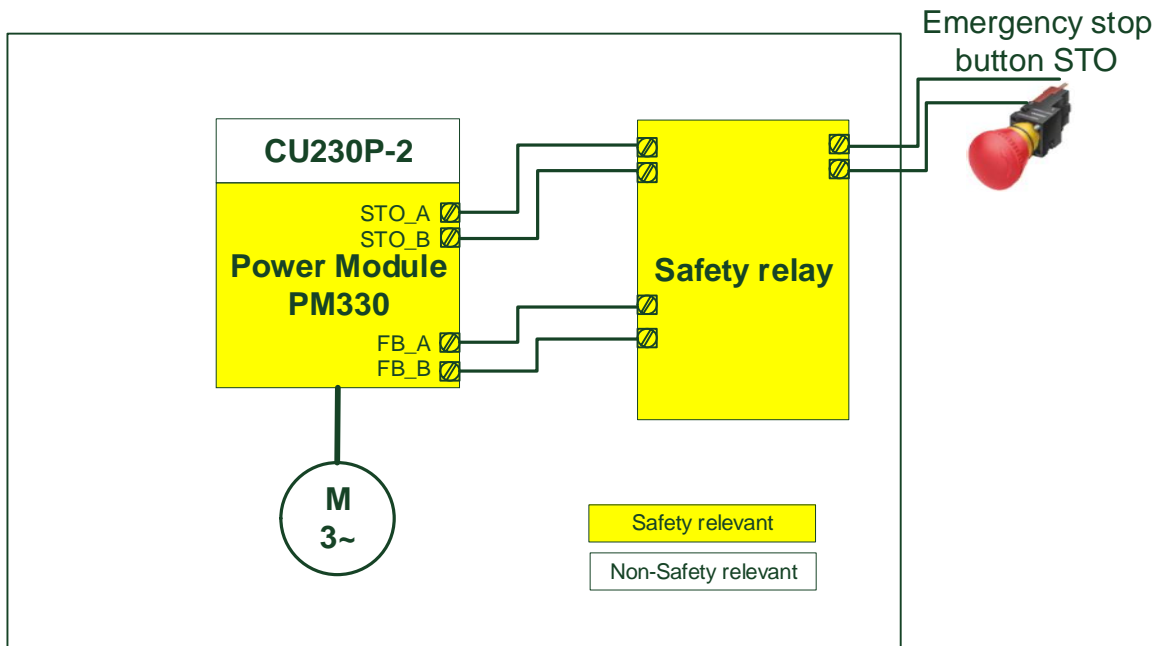 Emergency stop
button STO
CU230P-2
STO_A
STO_B
Power Module
PM330
FB_A
FB_B
Safety relay
M
3~
Safety relevant
Non-Safety relevant